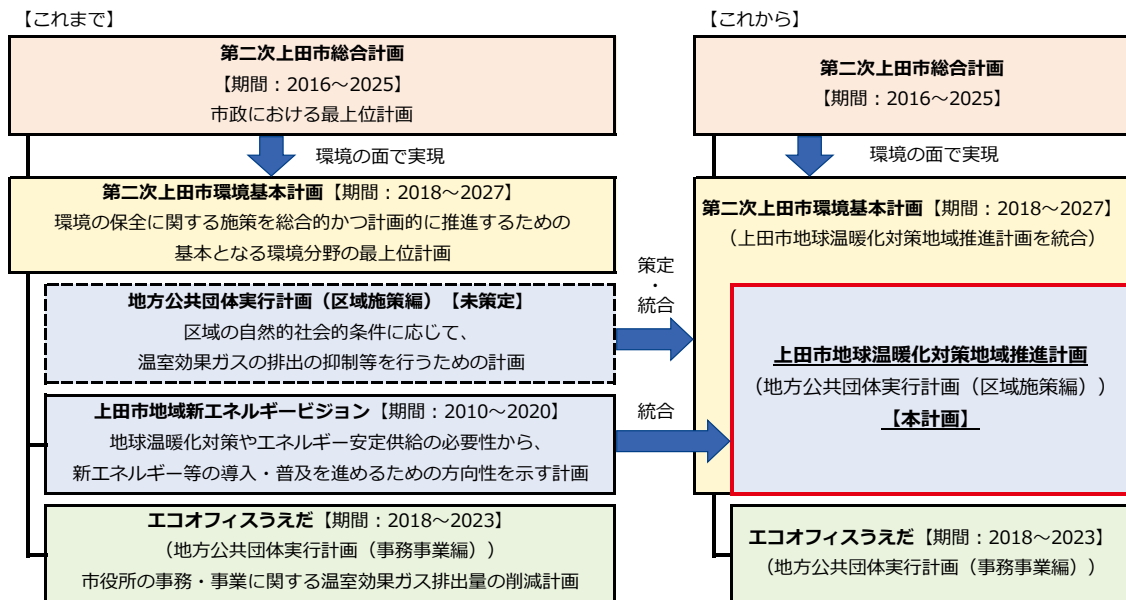 【これまで】
第二次上田市総合計画
【期間：2016～2025】
市政における最上位計画
環境の面で実現
第二次上田市環境基本計画【期間：2018～2027】
環境の保全に関する施策を総合的かつ計画的に推進するための
基本となる環境分野の最上位計画
地方公共団体実行計画（区域施策編）【未策定】
区域の自然的社会的条件に応じて、
温室効果ガスの排出の抑制等を行うための計画
上田市地域新エネルギービジョン【期間：2010～2020】
地球温暖化対策やエネルギー安定供給の必要性から、
新エネルギー等の導入・普及を進めるための方向性を示す計画
エコオフィスうえだ【期間：2018～2023】
（地方公共団体実行計画（事務事業編））
市役所の事務・事業に関する温室効果ガス排出量の削減計画
策定
・
統合
統合
【これから】
第二次上田市総合計画
【期間：2016～2025】
環境の面で実現
第二次上田市環境基本計画【期間：2018～2027】
（上田市地球温暖化対策地域推進計画を統合）
上田市地球温暖化対策地域推進計画
（地方公共団体実行計画（区域施策編））
【本計画】
エコオフィスうえだ【期間：2018～2023】
（地方公共団体実行計画（事務事業編））